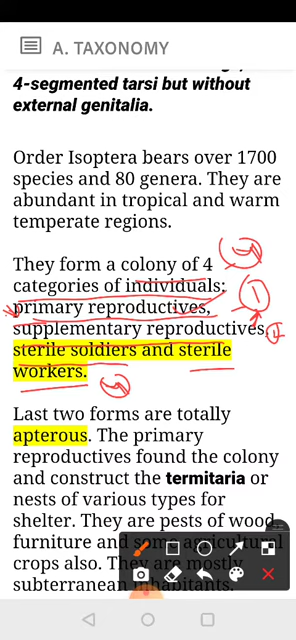 A. TAXONOMY
4-segmented tarsi but without
external genitalia.
Order Isoptera bears over 1700
species and 80 genera. They are
abundant in tropical and warm
temperate regions.
They form a colony of 4
categories of individuals:
primary reproductives,
supplementary reproductives,
sterile soldiers and sterile
workers.
Last two forms are totally
apterous. The primary
reproductives found the colony
and construct the termitaria or
nests of various types for
shelter. They are pests of wood,
furniture and some agricultural
crops also. They are mostly
subterranean inhabitants.